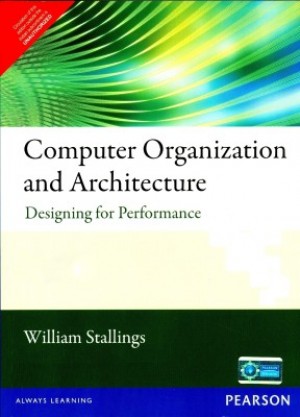 Computer Organization
and Architecture
Designing for Performance
William Stallings
ALWAYS LEARNING
PEARSON